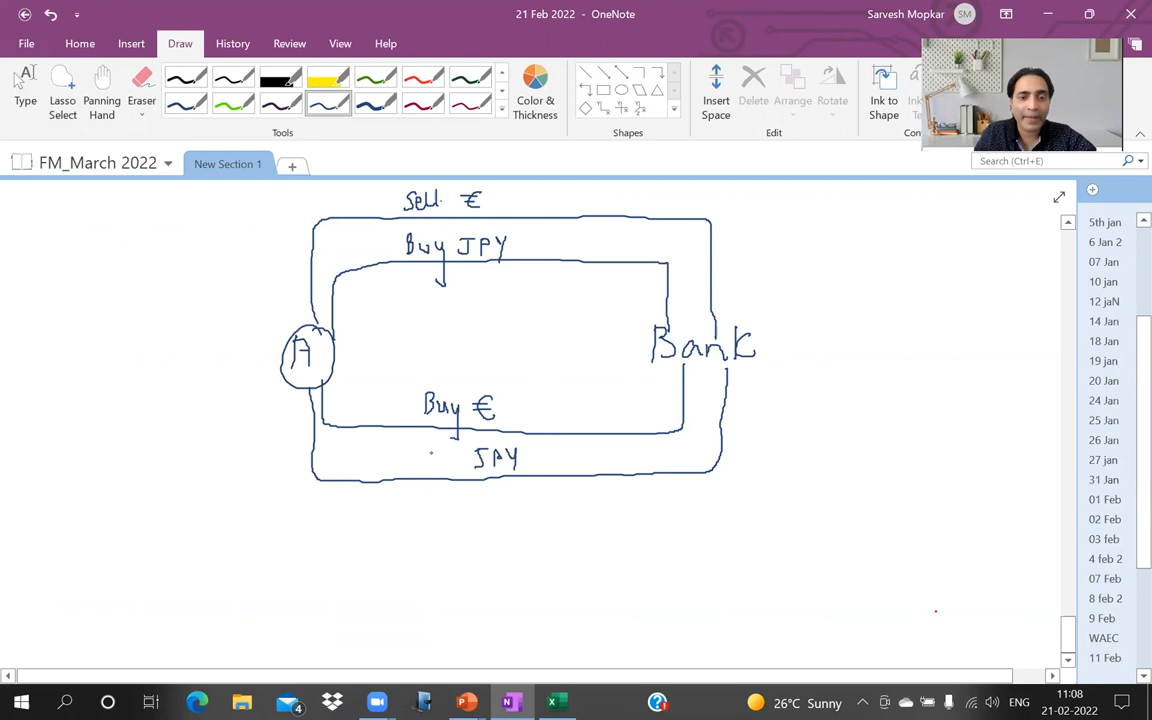 21 Feb 2022 - OneNote
Sarvesh Mopkar
SM
File
Home
Insert
Draw
History
Review
View
Help
Type
Lasso
Select
Panning
Hand
Eraser
Color &
Thickness
Insert
Space
Delete
Arrange
Rotate
Ink to
Shape
Tools
Shapes
Edit
FM_March 2022
New Section 1
Search (Ctrl+E)
Sell €
Buy JPY
A
Bank
Buy €
JPY
5th jan
6 Jan 2
07 Jan
10 jan
12 jaN
14 Jan
18 Jan
19 jan
20 Jan
24 Jan
25 Jan
26 Jan
27 jan
31 Jan
01 Feb
02 Feb
03 feb
4 feb 2
07 Feb
8 feb 2
9 Feb
WAEC
11 Feb
4
26°C Sunny
ENG
11:08
21-02-2022